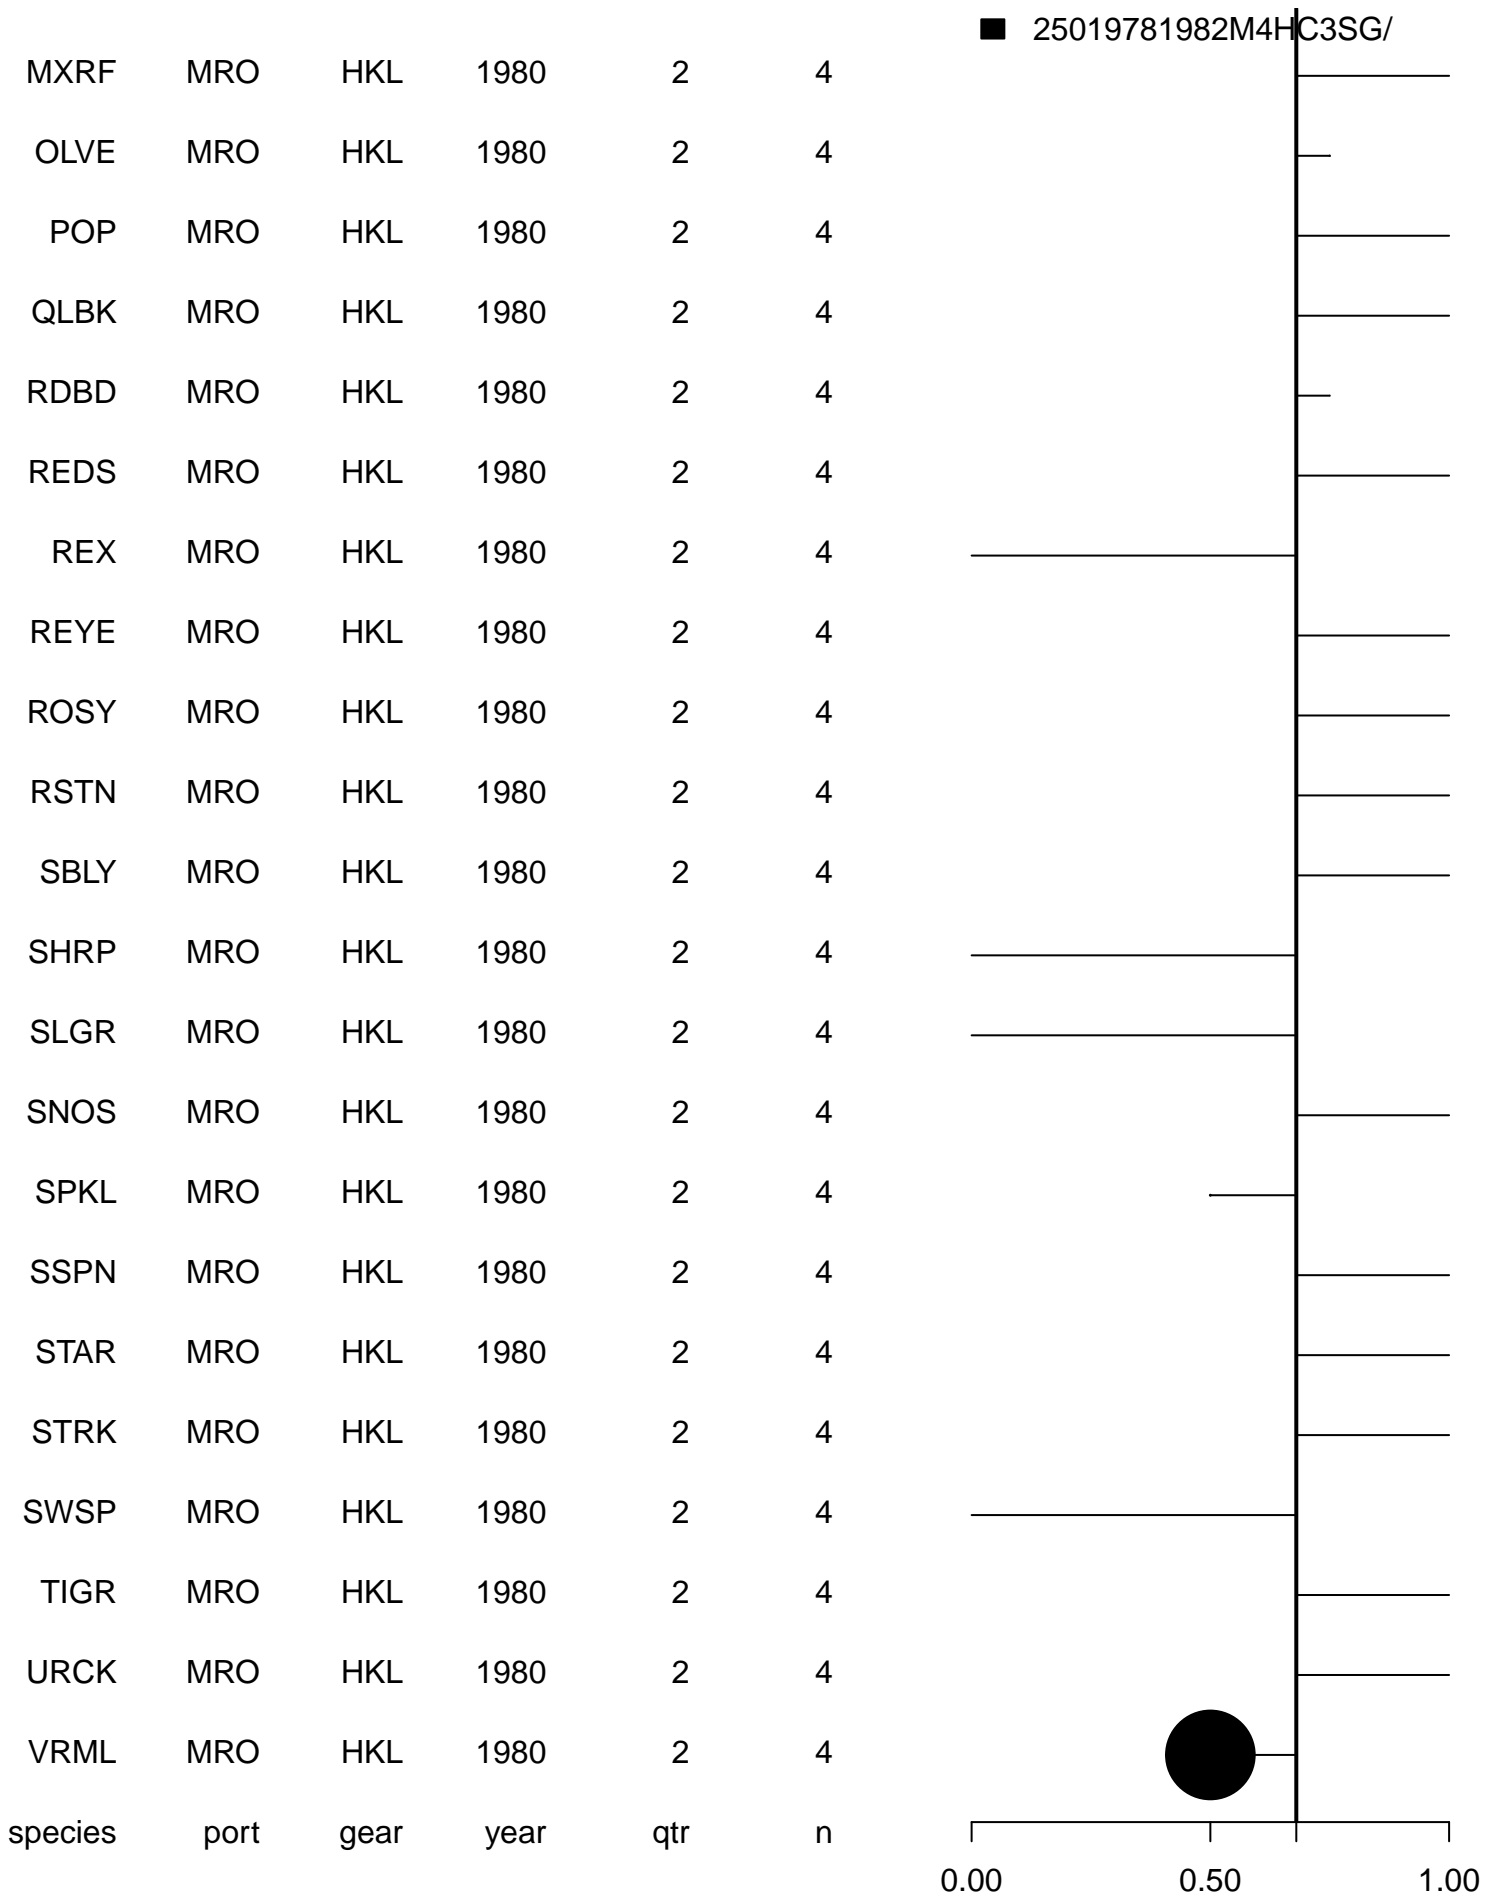 25019781982M4HC3SG/
MXRF MRO HKL 1980 2 4
OLVE MRO HKL 1980 2 4
POP MRO HKL 1980 2 4
QLBK MRO HKL 1980 2 4
RDBD MRO HKL 1980 2 4
REDS MRO HKL 1980 2 4
REX MRO HKL 1980 2 4
REYE MRO HKL 1980 2 4
ROSY MRO HKL 1980 2 4
RSTN MRO HKL 1980 2 4
SBLY MRO HKL 1980 2 4
SHRP MRO HKL 1980 2 4
SLGR MRO HKL 1980 2 4
SNOS MRO HKL 1980 2 4
SPKL MRO HKL 1980 2 4
SSPN MRO HKL 1980 2 4
STAR MRO HKL 1980 2 4
STRK MRO HKL 1980 2 4
SWSP MRO HKL 1980 2 4
TIGR MRO HKL 1980 2 4
URCK MRO HKL 1980 2 4
VRML MRO HKL 1980 2 4
species port gear year qtr n
0.00 0.50 1.00